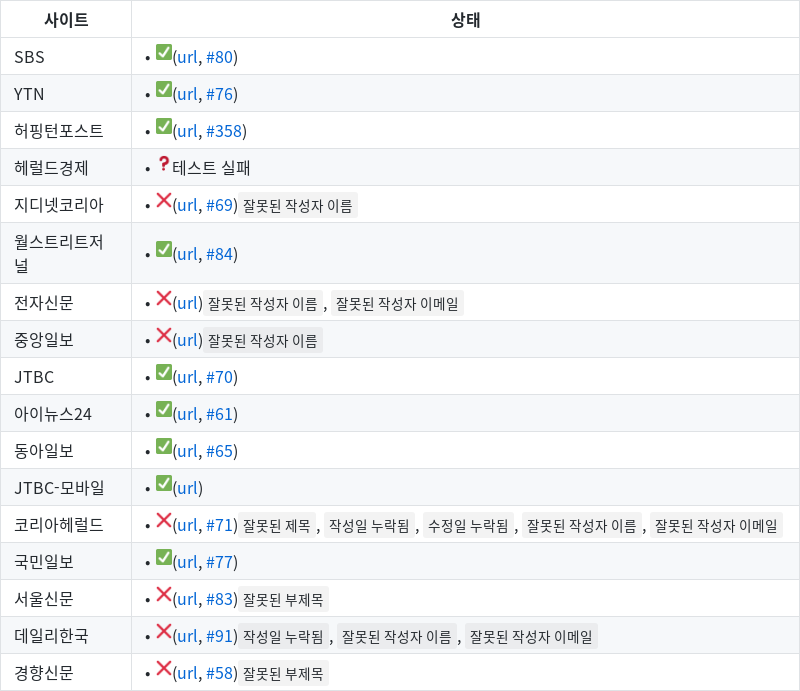 사이트 상태
SBS • ✅(url, #80)
YTN • ✅(url, #76)
허핑턴포스트 • ✅(url, #358)
헤럴드경제 • ❓테스트 실패
지디넷코리아 • ❌(url, #69) 잘못된 작성자 이름
월스트리트저
널 • ✅(url, #84)
전자신문 • ❌(url) 잘못된 작성자 이름 , 잘못된 작성자 이메일
중앙일보 • ❌(url) 잘못된 작성자 이름
JTBC • ✅(url, #70)
아이뉴스24 • ✅(url, #61)
동아일보 • ✅(url, #65)
JTBC-모바일 • ✅(url)
코리아헤럴드 • ❌(url, #71) 잘못된 제목 , 작성일 누락됨 , 수정일 누락됨 , 잘못된 작성자 이름 , 잘못된 작성자 이메일
국민일보 • ✅(url, #77)
서울신문 • ❌(url, #83) 잘못된 부제목
데일리한국 • ❌(url, #91) 작성일 누락됨 , 잘못된 작성자 이름 , 잘못된 작성자 이메일
경향신문 • ❌(url, #58) 잘못된 부제목